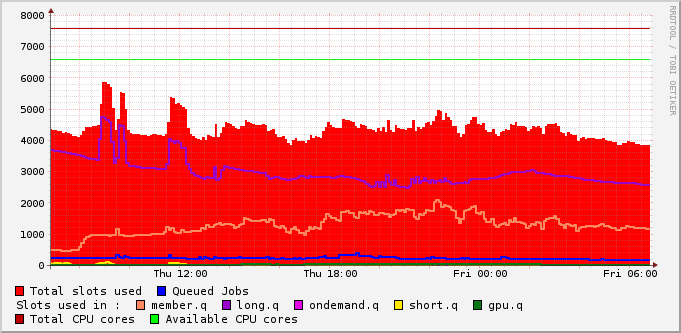 8000
7000
6000
5000
4000
3000
2000
1000
0
Thu 12:00 Thu 18:00 Fri 00:00 Fri 06:00
RRDTOOL / TOBI OETIKER
Total slots used Queued Jobs
Slots used in : member.q long.q ondemand.q short.q gpu.q
Total CPU cores Available CPU cores